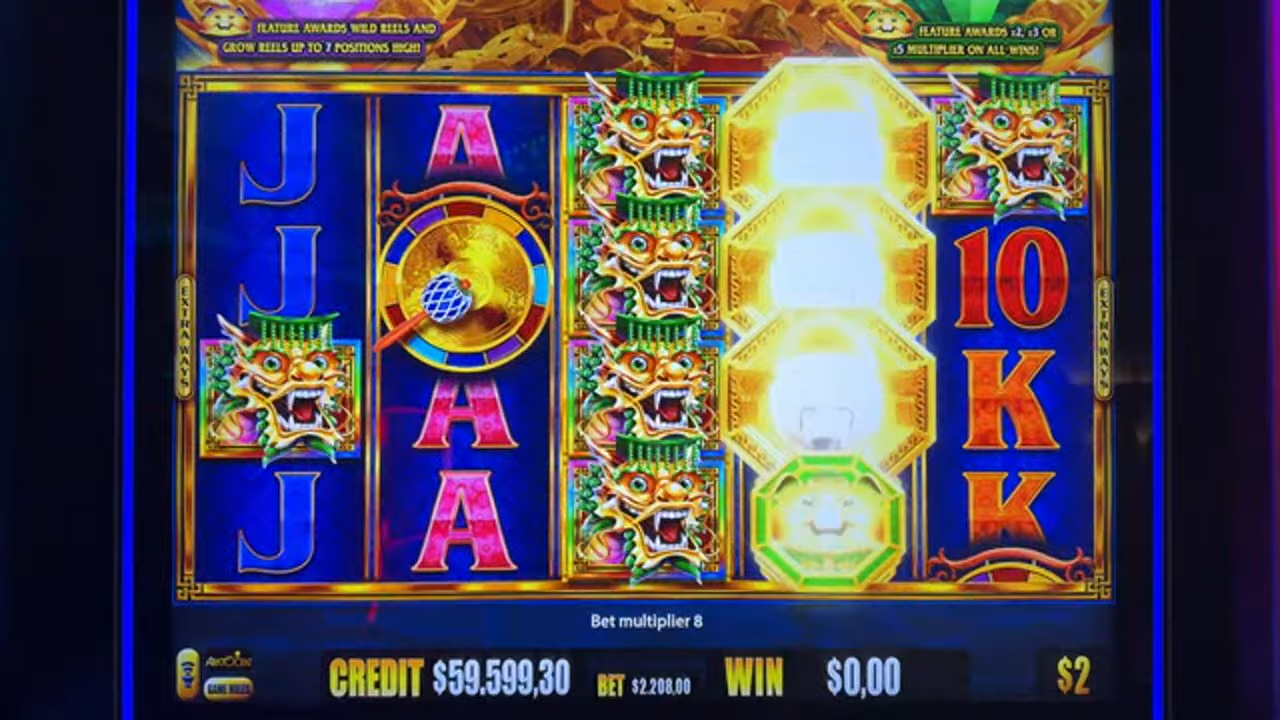 FEATURE AWARDS WILD REELS AND
GROW REELS UP TO 7 POSITIONS HIGH!
FEATURE AWARDS x2, x3 OR
x5 MULTIPLIER ON ALL WINS!
J
A
J
10
EXTRA WAYS
EXTRA WAYS
A
K
J
A
K
Bet multiplier 8
CREDIT $59.599,30 BET $2.208,00 WIN $0,00 $2
GAME RULES